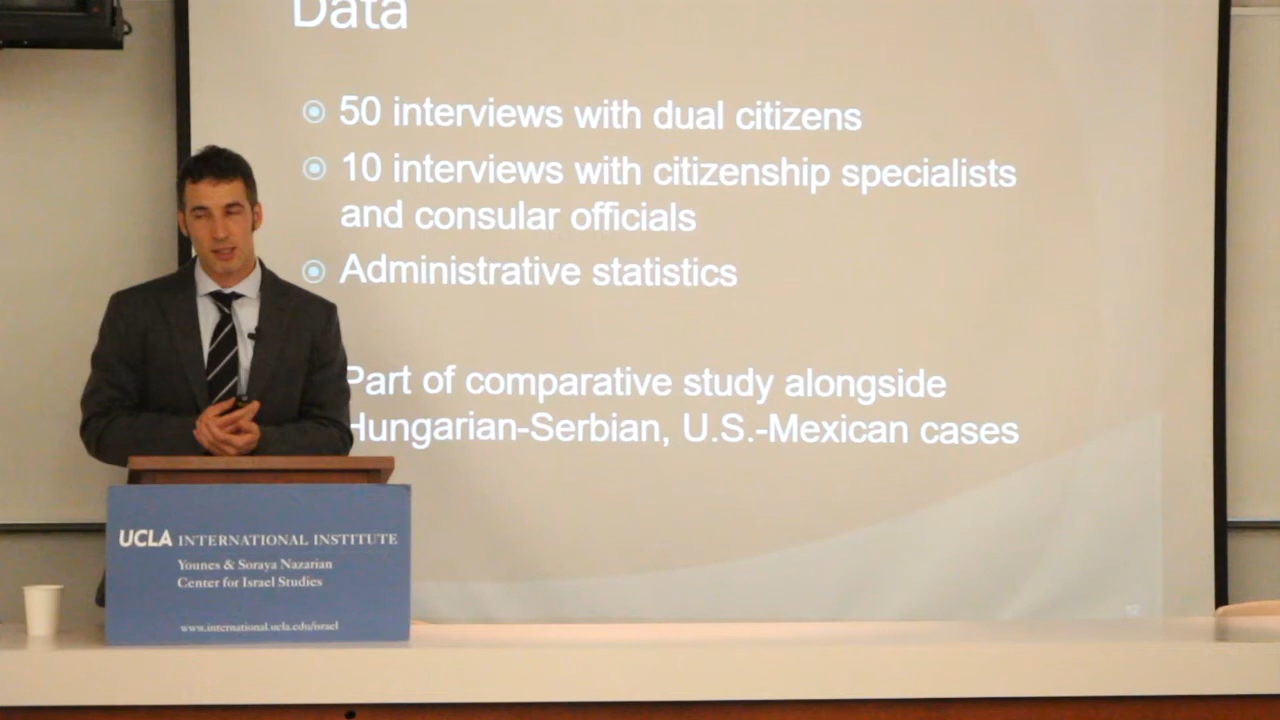 Data
50 interviews with dual citizens
10 interviews with citizenship specialists
and consular officials
Administrative statistics
Part of comparative study alongside
Hungarian-Serbian, U.S.-Mexican cases
UCLA INTERNATIONAL INSTITUTE
Younes & Soraya Nazarian
Center for Israel Studies
www.international.ucla.edu/israel